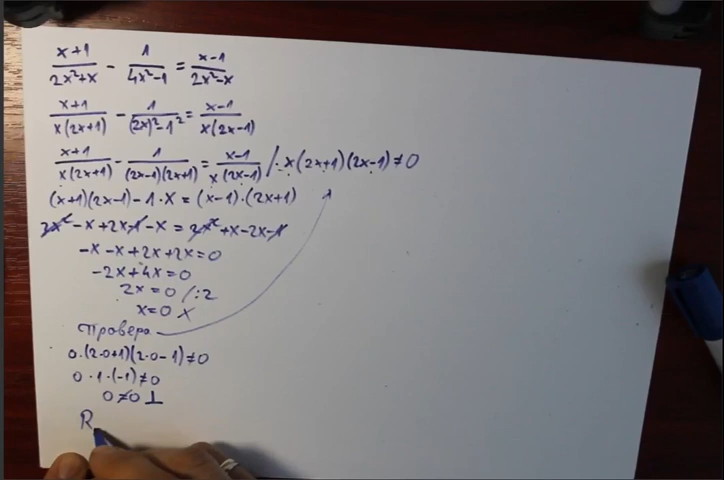 x+1/2x²+x - 1/4x²-1 = x-1/2x²-x
x+1/x(2x+1) - 1/(2x)²-1² = x-1/x(2x-1)
x+1/x(2x+1) - 1/(2x-1)(2x+1) = x-1/x(2x-1) /· x(2x+1)(2x-1)≠0
(x+1)(2x-1)-1·x = (x-1)·(2x+1)
2x²-x+2x-1-x = 2x²+x-2x-1
-x-x+2x+2x=0
-2x+4x=0
2x=0 /:2
x=0 X
Провера
0·(2·0+1)(2·0-1)≠0
0·1·(-1)≠0
0≠0 ⊥
R